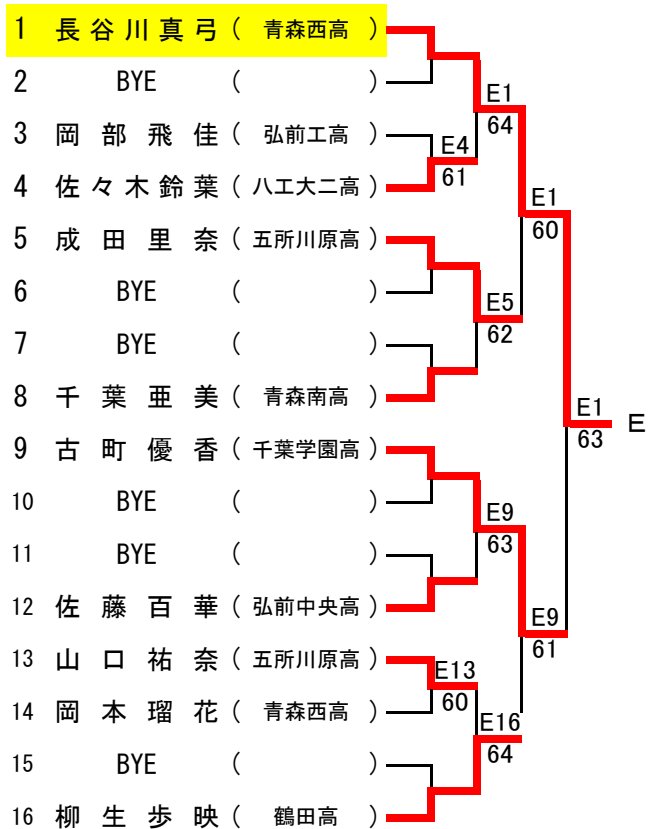 1 長谷川真弓 ( 青森西高 )
2 BYE ( )
E1
64
3 岡部飛佳 ( 弘前工高 )
E4
61
4 佐々木鈴葉 ( 八工大二高 )
E1
60
5 成田里奈 ( 五所川原高 )
6 BYE ( )
E5
62
7 BYE ( )
8 千葉亜美 ( 青森南高 )
E1
63
E
9 古町優香 ( 千葉学園高 )
10 BYE ( )
E9
63
11 BYE ( )
12 佐藤百華 ( 弘前中央高 )
E9
61
13 山口祐奈 ( 五所川原高 )
E13
60
14 岡本瑠花 ( 青森西高 )
E16
64
15 BYE ( )
16 柳生歩映 ( 鶴田高 )